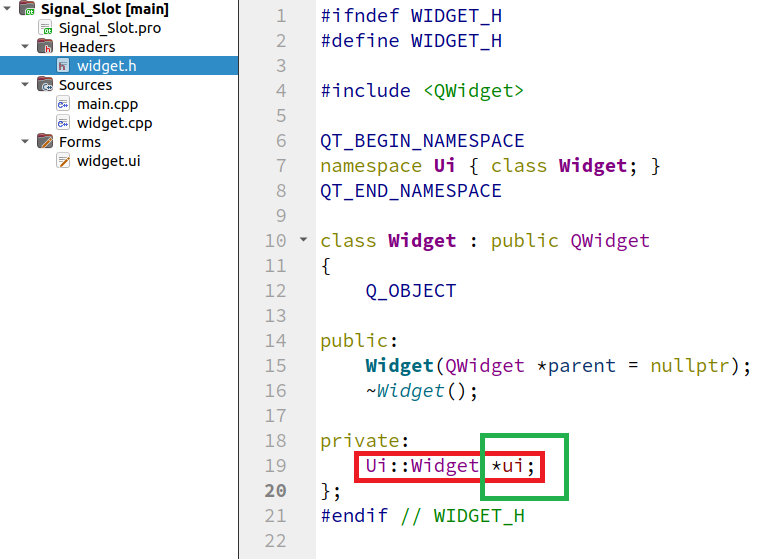 Signal_Slot [main]
Signal_Slot.pro
Headers
widget.h
Sources
main.cpp
widget.cpp
Forms
widget.ui
1 #ifndef WIDGET_H
2 #define WIDGET_H
3
4 #include <QWidget>
5
6 QT_BEGIN_NAMESPACE
7 namespace Ui { class Widget; }
8 QT_END_NAMESPACE
9
10 class Widget : public QWidget
11 {
12     Q_OBJECT
13
14 public:
15     Widget(QWidget *parent = nullptr);
16     ~Widget();
17
18 private:
19     Ui::Widget *ui;
20 };
21 #endif // WIDGET_H
22